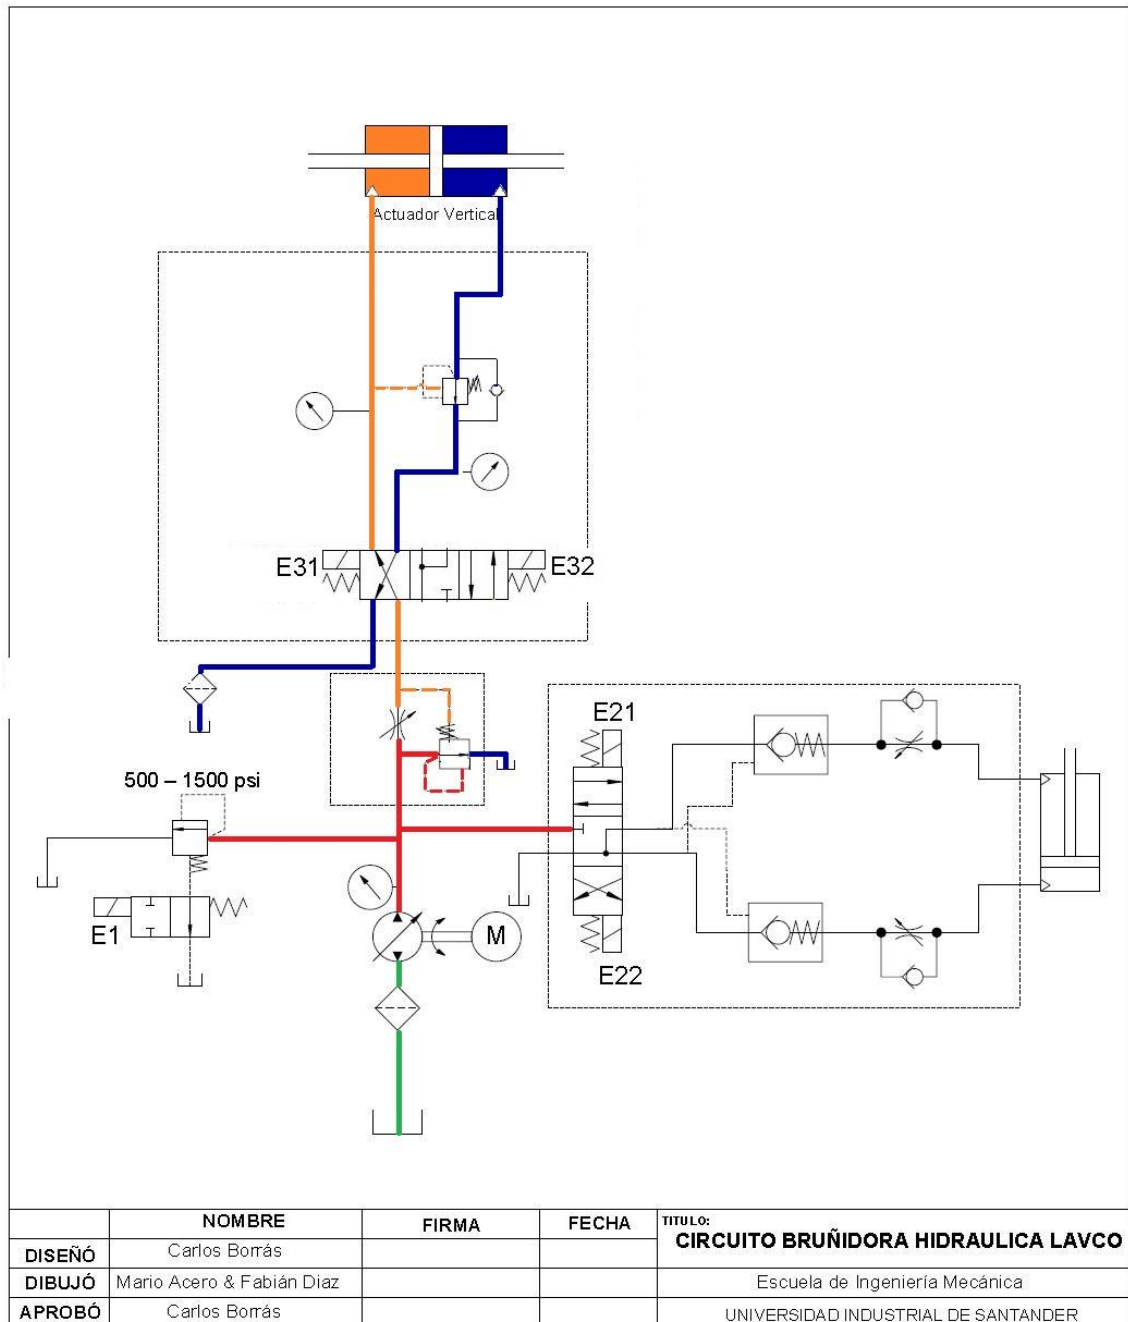 Actuador Vertical
E31
E32
E21
500 – 1500 psi
E1
M
E22
NOMBRE
FIRMA
FECHA
TITULO:
CIRCUITO BRUÑIDORA HIDRAULICA LAVCO
DISEÑÓ
Carlos Borrás
DIBUJÓ
Mario Acero & Fabián Diaz
Escuela de Ingeniería Mecánica
APROBÓ
Carlos Borrás
UNIVERSIDAD INDUSTRIAL DE SANTANDER